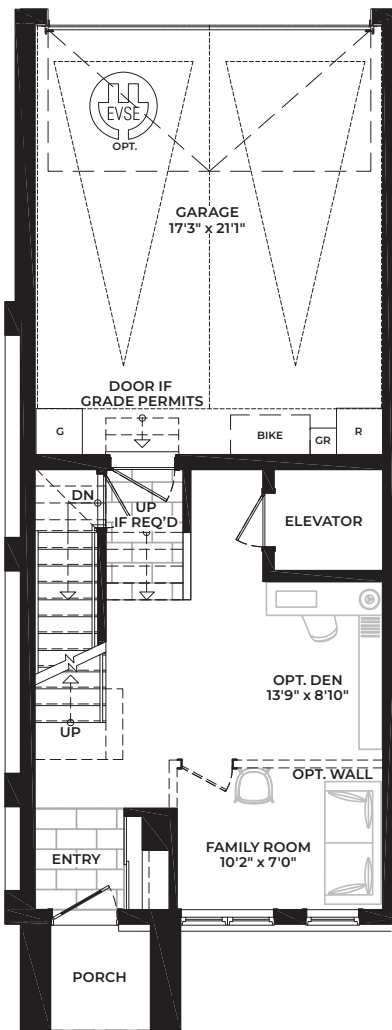 EVSE
OPT.
GARAGE
17'3" x 21'1"
DOOR IF
GRADE PERMITS
G
BIKE
GR
R
DN
UP
IF REQ'D
ELEVATOR
OPT. DEN
13'9" x 8'10"
UP
OPT. WALL
FAMILY ROOM
10'2" x 7'0"
ENTRY
PORCH